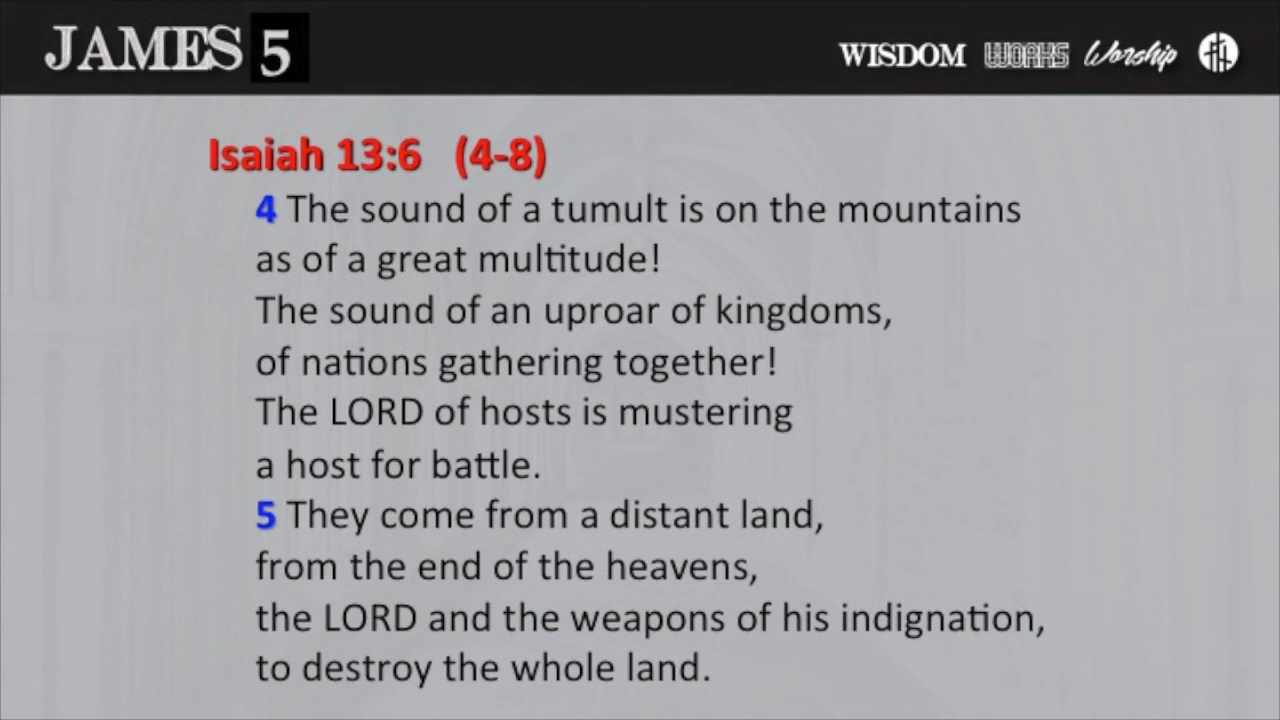 JAMES 5
WISDOM WORKS Worship
Isaiah 13:6 (4-8)
4 The sound of a tumult is on the mountains
as of a great multitude!
The sound of an uproar of kingdoms,
of nations gathering together!
The LORD of hosts is mustering
a host for battle.
5 They come from a distant land,
from the end of the heavens,
the LORD and the weapons of his indignation,
to destroy the whole land.